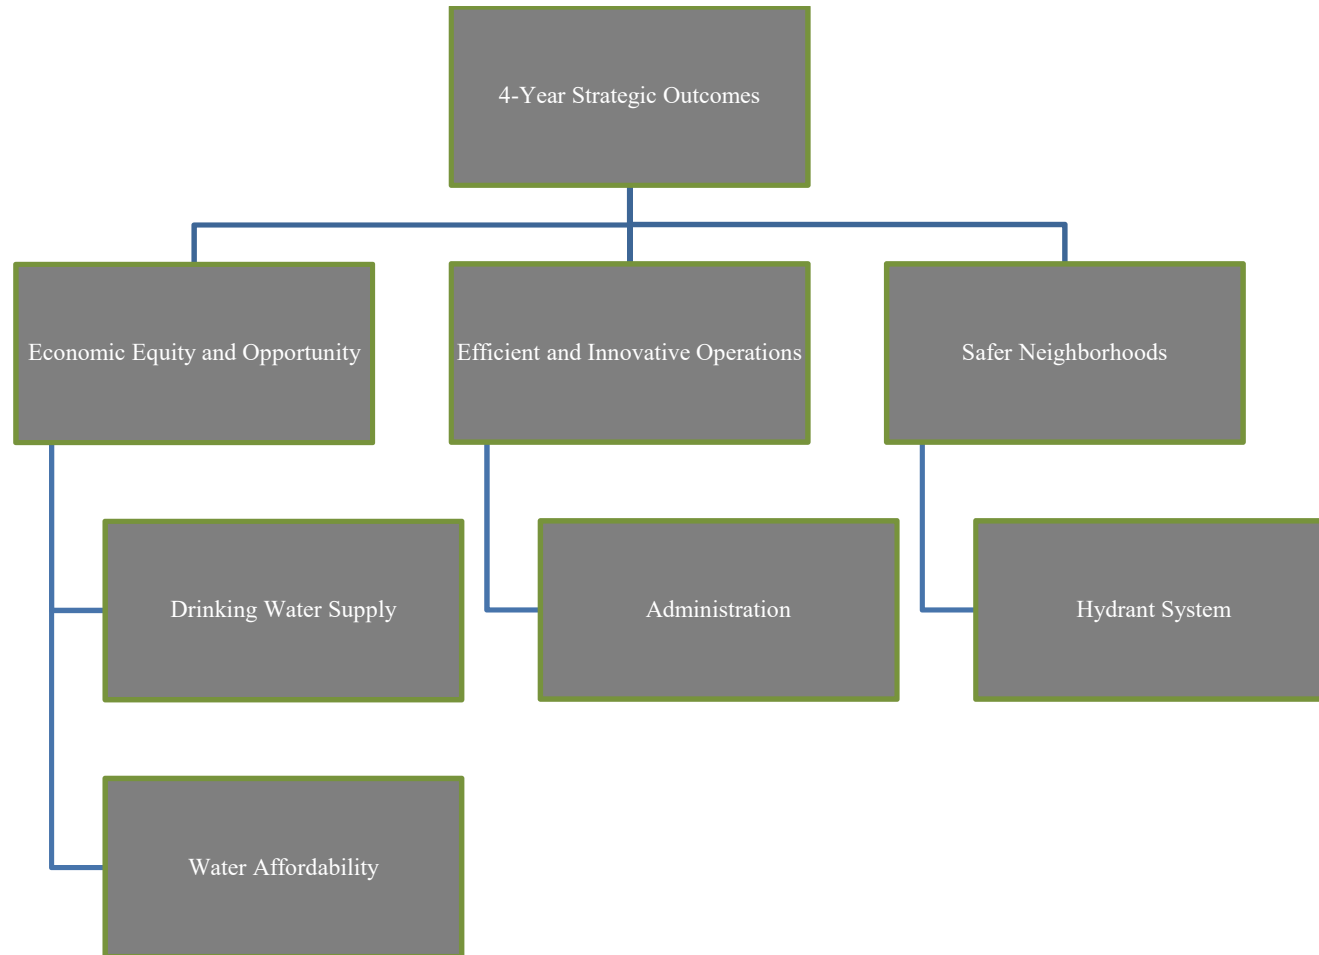 4-Year Strategic Outcomes
Economic Equity and Opportunity
Efficient and Innovative Operations
Safer Neighborhoods
Drinking Water Supply
Administration
Hydrant System
Water Affordability